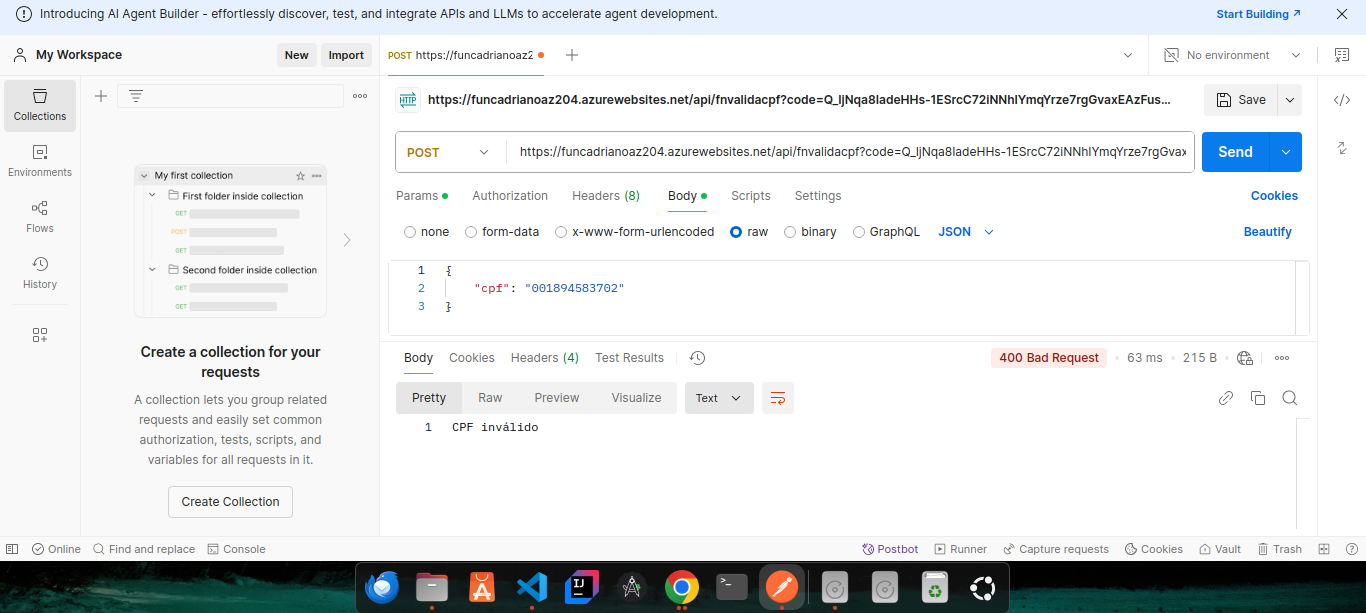 Introducing AI Agent Builder - effortlessly discover, test, and integrate APIs and LLMs to accelerate agent development.
Start Building
My Workspace
New
Import
POST https://funcadrianoaz2
No environment
Collections
Environments
Flows
History
My first collection
First folder inside collection
GET
POST
GET
Second folder inside collection
GET
GET
Create a collection for your
requests
A collection lets you group related
requests and easily set common
authorization, tests, scripts, and
variables for all requests in it.
Create Collection
HTTP
https://funcadrianoaz204.azurewebsites.net/api/fnvalidacpf?code=Q_IjNqa8IadeHHs-1ESrcC72iNNhlYmqYrze7rgGvaxEAzFus...
Save
POST
https://funcadrianoaz204.azurewebsites.net/api/fnvalidacpf?code=Q_IjNqa8IadeHHs-1ESrcC72iNNhlYmqYrze7rgGvax
Send
Params
Authorization
Headers (8)
Body
Scripts
Settings
Cookies
none
form-data
x-www-form-urlencoded
raw
binary
GraphQL
JSON
Beautify
1 {
2 "cpf": "001894583702"
3 }
Body
Cookies
Headers (4)
Test Results
400 Bad Request
63 ms
215 B
Pretty
Raw
Preview
Visualize
Text
1 CPF inválido
Online
Find and replace
Console
Postbot
Runner
Capture requests
Cookies
Vault
Trash